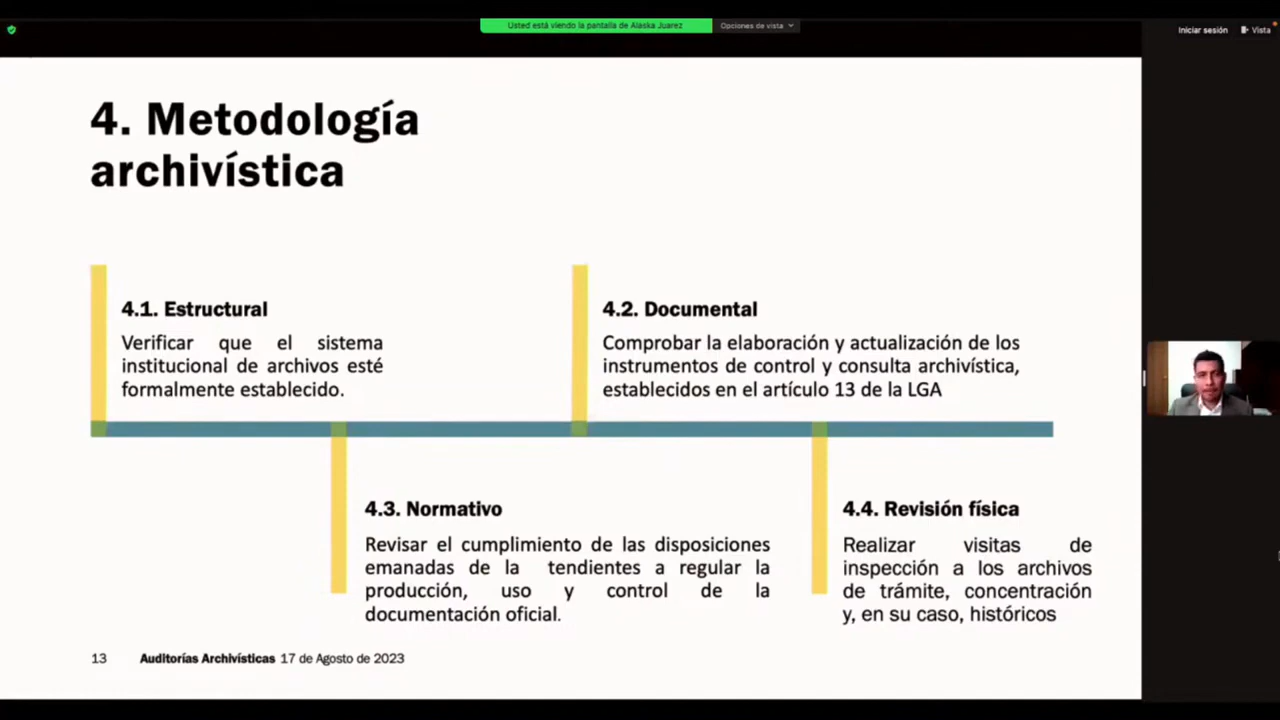 Usted está viendo la pantalla de Alaska Juarez
Opciones de vista
Iniciar sesión
Vista
4. Metodología
archivística
4.1. Estructural
Verificar que el sistema
institucional de archivos esté
formalmente establecido.
4.2. Documental
Comprobar la elaboración y actualización de los
instrumentos de control y consulta archivística,
establecidos en el artículo 13 de la LGA
4.3. Normativo
Revisar el cumplimiento de las disposiciones
emanadas de la tendientes a regular la
producción, uso y control de la
documentación oficial.
4.4. Revisión física
Realizar visitas de
inspección a los archivos
de trámite, concentración
y, en su caso, históricos
13 Auditorías Archivísticas 17 de Agosto de 2023